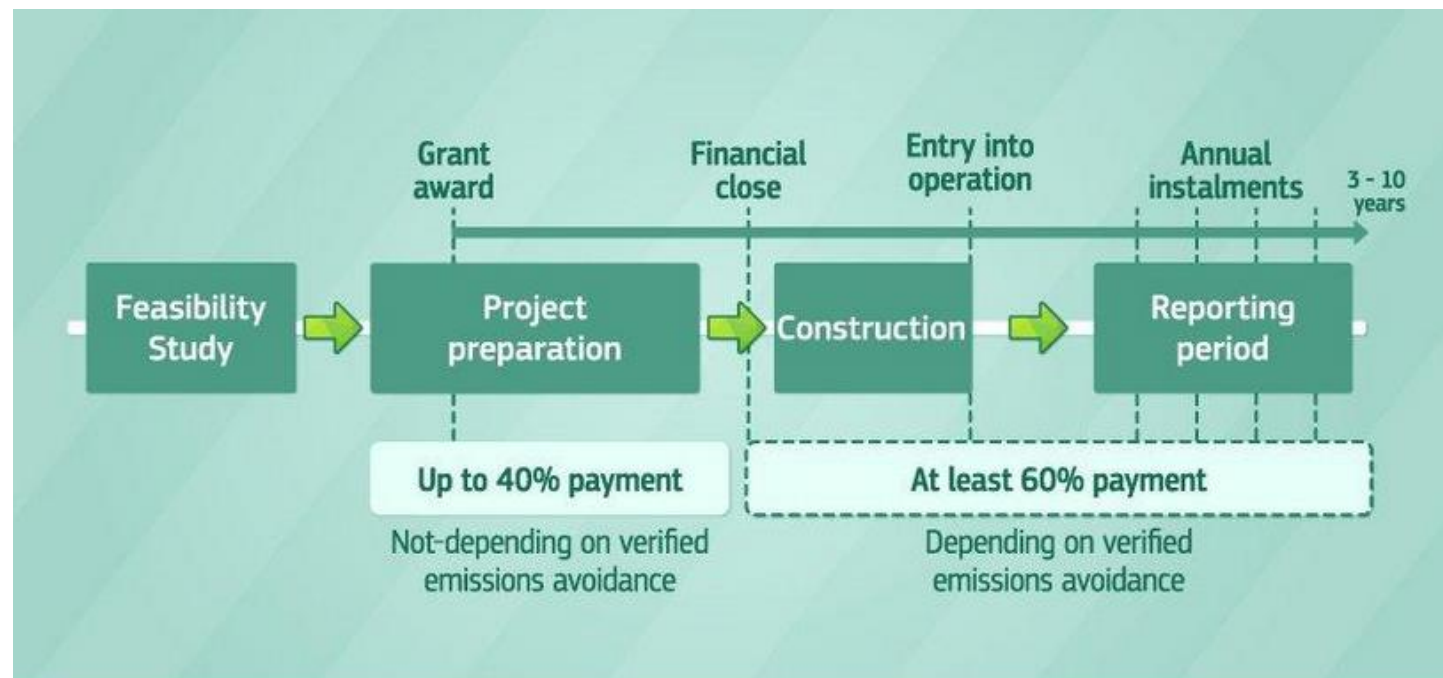 Grant
award
Financial
close
Entry into
operation
Annual
instalments
3 - 10
years
Feasibility
Study
Project
preparation
Construction
Reporting
period
Up to 40% payment
At least 60% payment
Not-depending on verified
emissions avoidance
Depending on verified
emissions avoidance